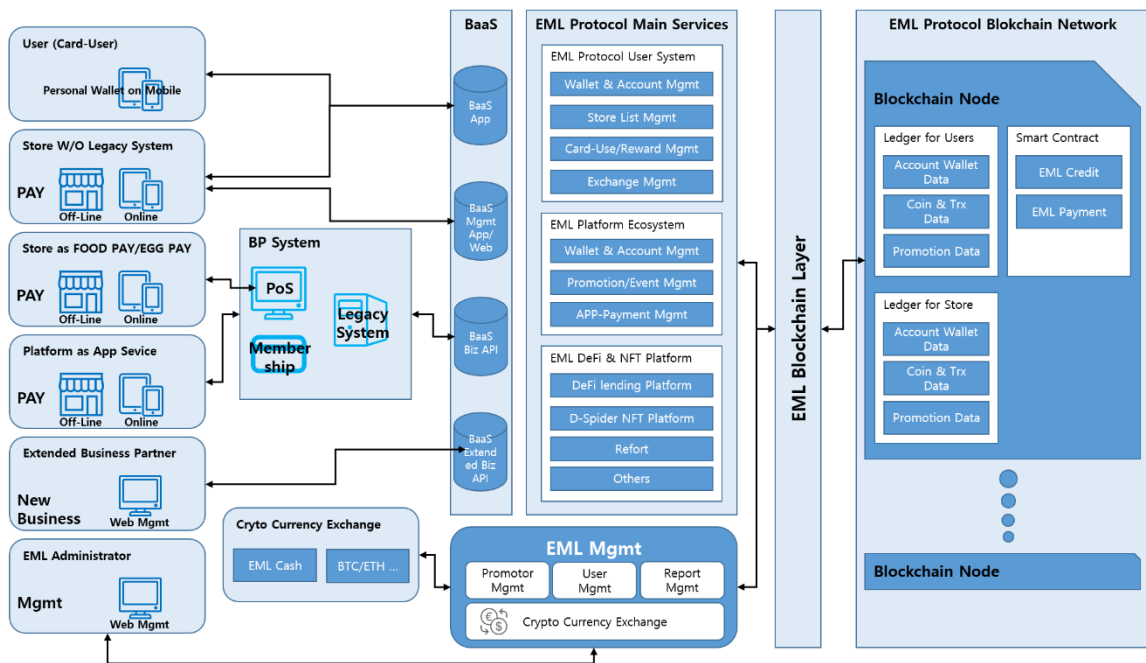 User (Card-User)
Personal Wallet on Mobile
Store W/O Legacy System
PAY
Off-Line
Online
Store as FOOD PAY/EGG PAY
PAY
Off-Line
Online
Platform as App Sevice
PAY
Off-Line
Online
Extended Business Partner
New
Business
Web Mgmt
EML Administrator
Mgmt
Web Mgmt
BP System
PoS
Legacy
System
Member
ship
Cryto Currency Exchange
EML Cash
BTC/ETH ...
BaaS
BaaS
App
BaaS
Mgmt
App/
Web
BaaS
Biz API
BaaS
Extend
ed Biz
API
EML Protocol Main Services
EML Protocol User System
Wallet & Account Mgmt
Store List Mgmt
Card-Use/Reward Mgmt
Exchange Mgmt
EML Platform Ecosystem
Wallet & Account Mgmt
Promotion/Event Mgmt
APP-Payment Mgmt
EML DeFi & NFT Platform
DeFi lending Platform
D-Spider NFT Platform
Refort
Others
EML Mgmt
Promotor
Mgmt
User
Mgmt
Report
Mgmt
€
$
Crypto Currency Exchange
EML Blockchain Layer
EML Protocol Blokchain Network
Blockchain Node
Ledger for Users
Account Wallet
Data
Coin & Trx
Data
Promotion Data
Smart Contract
EML Credit
EML Payment
Ledger for Store
Account Wallet
Data
Coin & Trx
Data
Promotion Data
Blockchain Node